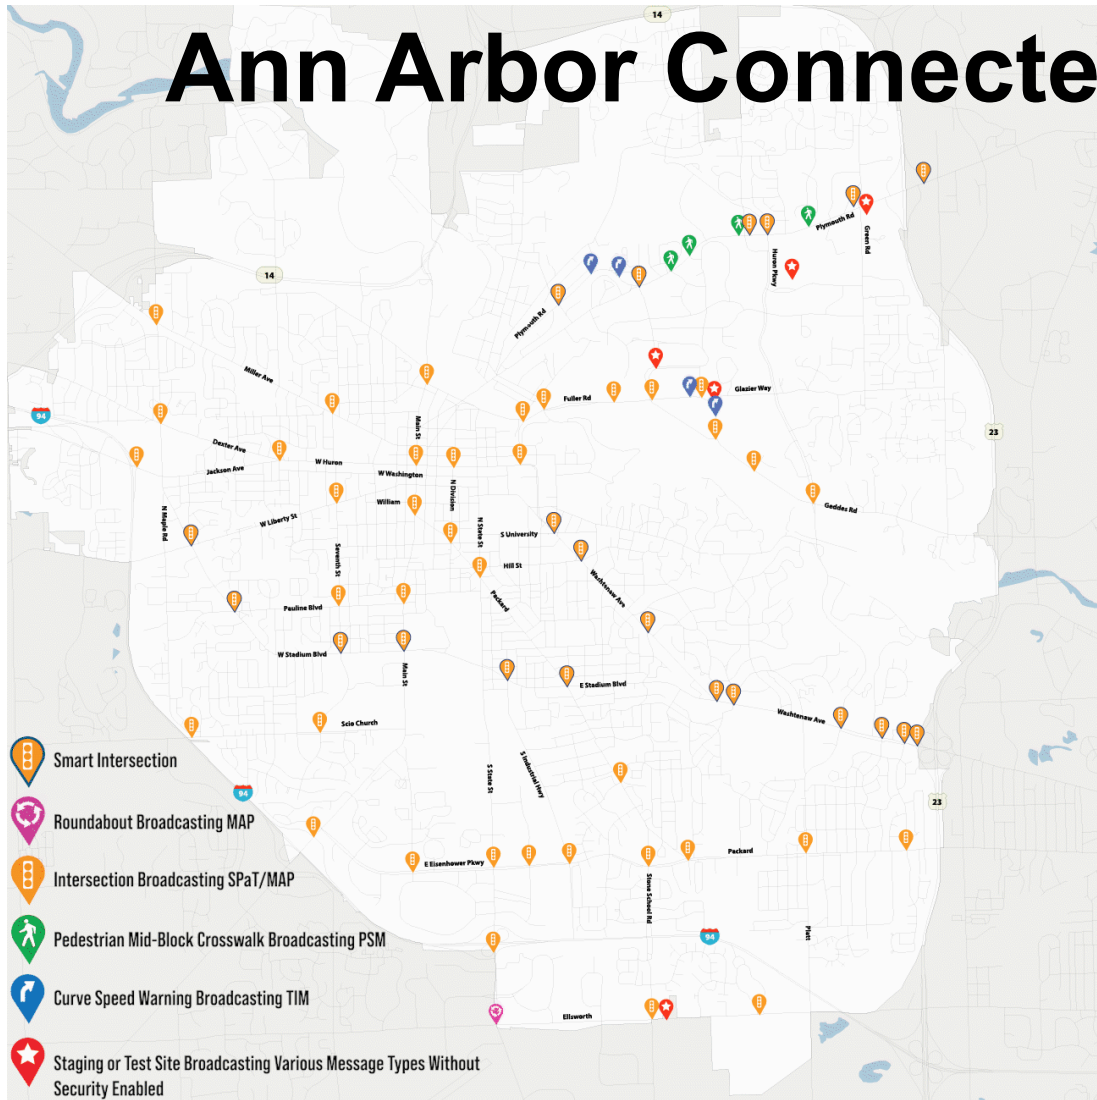 14
Ann Arbor Connecte
Plymouth Rd
Green Rd
Huron Pkwy
14
Plymouth Rd
Miller Ave
Glazier Way
Fuller Rd
94
Main St
23
Dexter Ave
W Huron
Jackson Ave
W Washington
N Division
William
Geddes Rd
N Maple Rd
W Liberty St
N State St
S University
Seventh St
Hill St
Washtenaw Ave
Packard
Pauline Blvd
W Stadium Blvd
Main St
E Stadium Blvd
Washtenaw Ave
Scio Church
Smart Intersection
S State St
S Industrial Hwy
94
23
Roundabout Broadcasting MAP
E Eisenhower Pkwy
Packard
Intersection Broadcasting SPaT/MAP
Stone School Rd
Platt
94
Pedestrian Mid-Block Crosswalk Broadcasting PSM
Curve Speed Warning Broadcasting TIM
Ellsworth
Staging or Test Site Broadcasting Various Message Types Without
Security Enabled